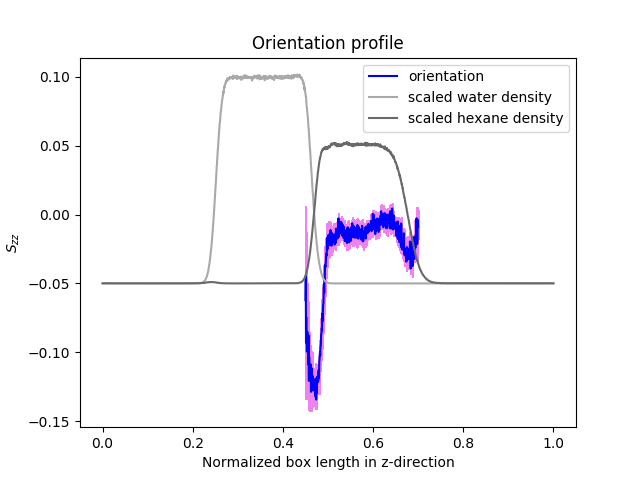 Orientation profile
orientation
scaled water density
scaled hexane density
S_zz
0.10
0.05
0.00
−0.05
−0.10
−0.15
0.0 0.2 0.4 0.6 0.8 1.0
Normalized box length in z-direction